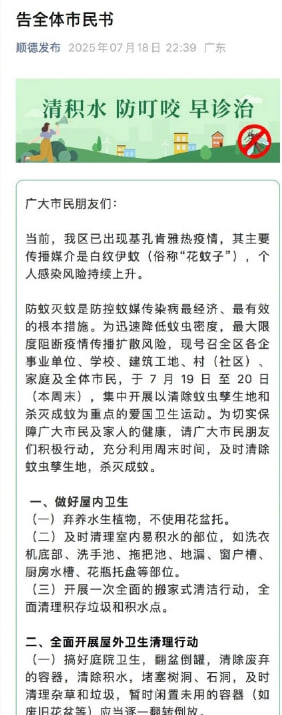 告全体市民书
顺德发布 2025年07月18日 22:39 广东
清积水 防叮咬 早诊治
广大市民朋友们：
当前，我区已出现基孔肯雅热疫情，其主要
传播媒介是白纹伊蚊（俗称“花蚊子”），个
人感染风险持续上升。
防蚊灭蚊是防控蚊媒传染病最经济、最有效
的根本措施。为迅速降低蚊虫密度，最大限
度阻断疫情传播扩散风险，现号召全区各企
事业单位、学校、建筑工地、村（社区）、
家庭及全体市民，于 7 月 19 日至 20 日
（本周末），集中开展以清除蚊虫孳生地和
杀灭成蚊为重点的爱国卫生运动。为切实保
障广大市民及家人的健康，请广大市民朋友
们积极行动，充分利用周末时间，及时清除
蚊虫孳生地，杀灭成蚊。
一、做好屋内卫生
（一）弃养水生植物，不使用花盆托。
（二）及时清理室内易积水的部位，如洗衣
机底部、洗手池、拖把池、地漏、窗户槽、
厨房水槽、花瓶托盘等部位。
（三）开展一次全面的搬家式清洁行动，全
面清理积存垃圾和积水点。
二、全面开展屋外卫生清理行动
（一）搞好庭院卫生，翻盆倒罐，清除废弃
的容器，清除积水，堵塞树洞、石洞，及时
清理杂草和垃圾，暂时闲置未用的容器（如
废旧花盆等）应当逐一翻转倒放。